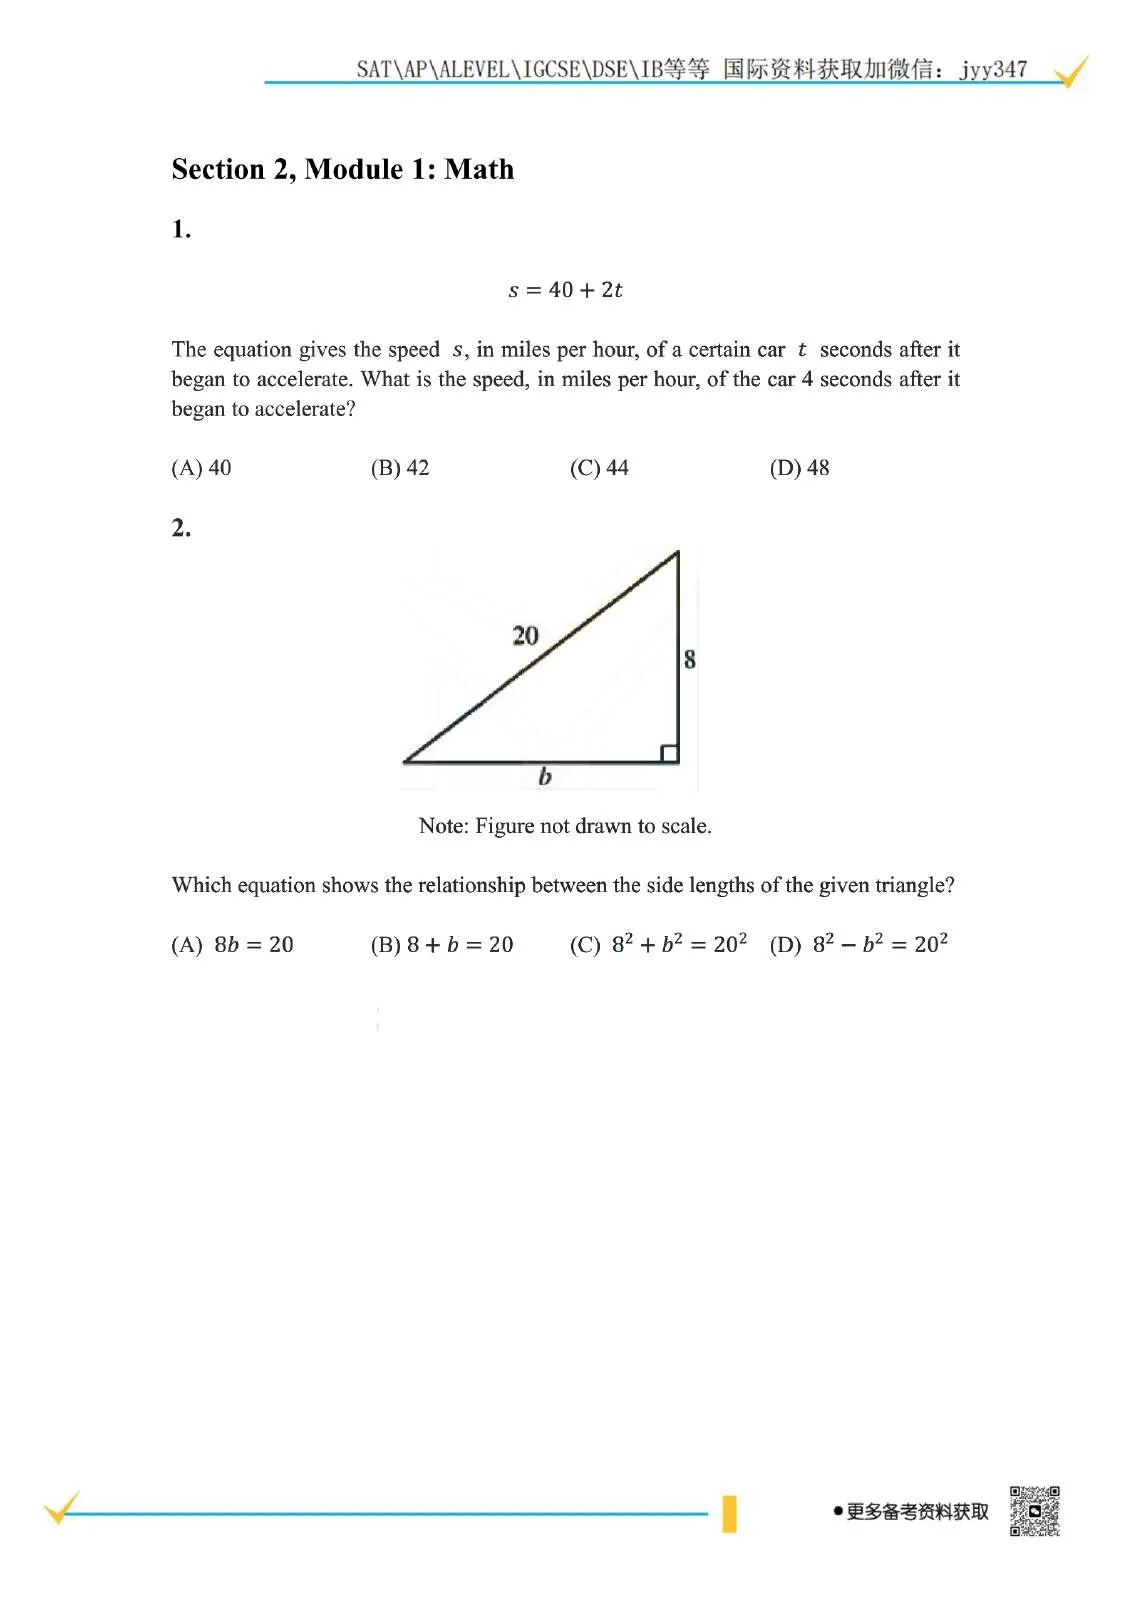 SAT\AP\ALEVEL\IGCSE\DSE\IB等等 国际资料获取加微信：jyy347
Section 2, Module 1: Math
1.
s = 40 + 2t
The equation gives the speed s, in miles per hour, of a certain car t seconds after it
began to accelerate. What is the speed, in miles per hour, of the car 4 seconds after it
began to accelerate?
(A) 40 (B) 42 (C) 44 (D) 48
2.
20
8
b
Note: Figure not drawn to scale.
Which equation shows the relationship between the side lengths of the given triangle?
(A) 8b = 20 (B) 8 + b = 20 (C) 8² + b² = 20² (D) 8² − b² = 20²
●更多备考资料获取